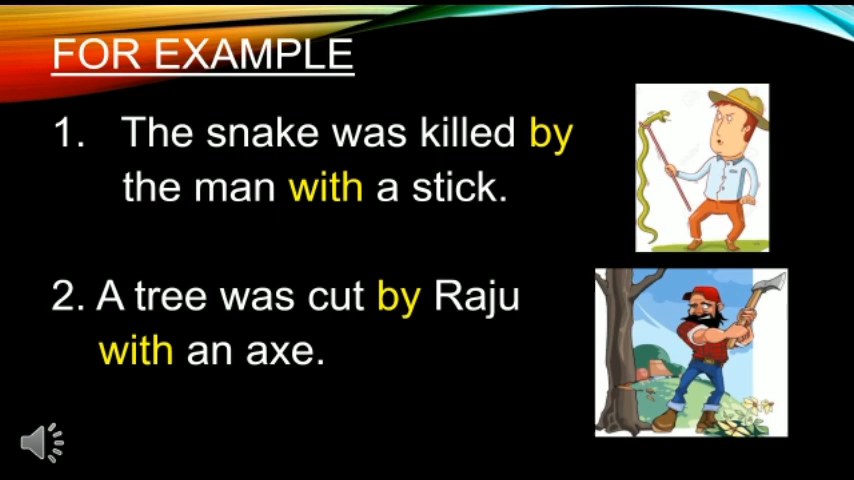 FOR EXAMPLE
1. The snake was killed by
the man with a stick.
2. A tree was cut by Raju
with an axe.